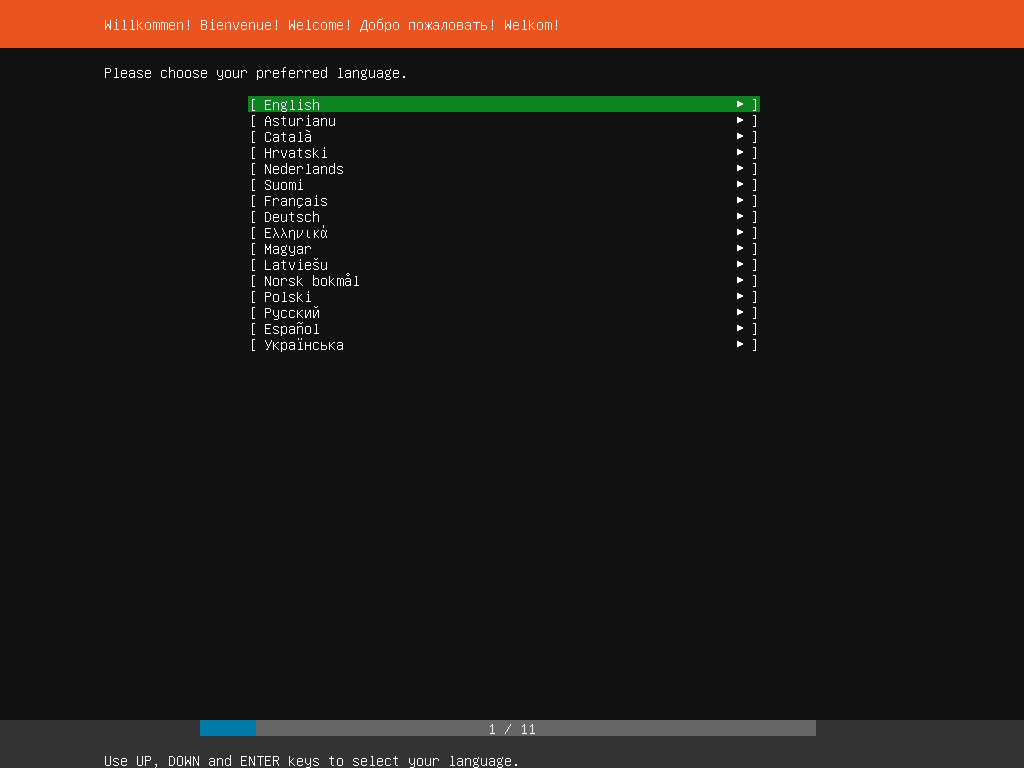 Willkommen! Bienvenue! Welcome! Добро пожаловать! Welkom!
Please choose your preferred language.
[ English ► ]
[ Asturianu ► ]
[ Català ► ]
[ Hrvatski ► ]
[ Nederlands ► ]
[ Suomi ► ]
[ Français ► ]
[ Deutsch ► ]
[ Ελληνικά ► ]
[ Magyar ► ]
[ Latviešu ► ]
[ Norsk bokmål ► ]
[ Polski ► ]
[ Русский ► ]
[ Español ► ]
[ Українська ► ]
1 / 11
Use UP, DOWN and ENTER keys to select your language.